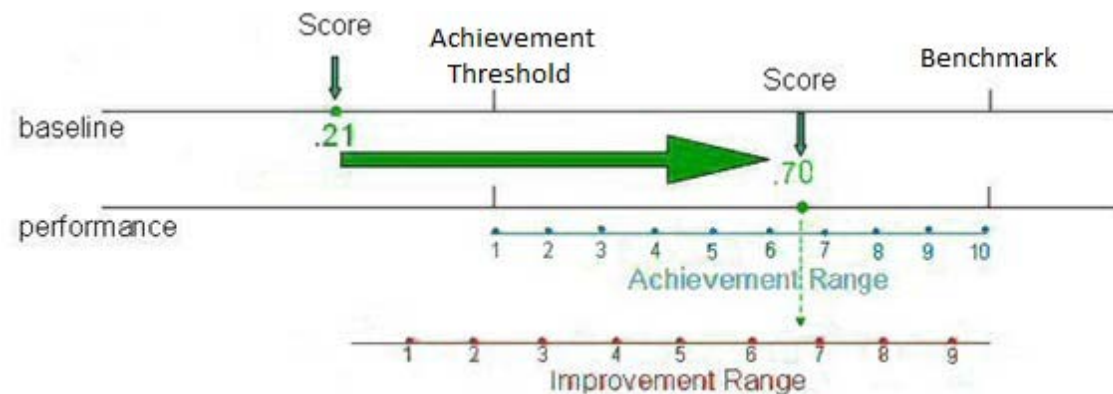 Score
Achievement
Threshold
Score
Benchmark
baseline
.21
.70
performance
1 2 3 4 5 6 7 8 9 10
Achievement Range
1 2 3 4 5 6 7 8 9
Improvement Range